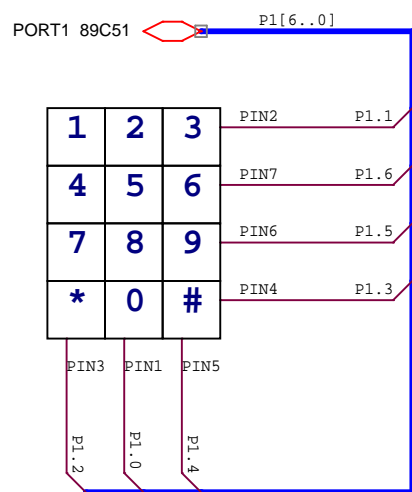 P1[6..0]
PORT1 89C51
1 2 3 PIN2 P1.1
4 5 6 PIN7 P1.6
7 8 9 PIN6 P1.5
* 0 # PIN4 P1.3
PIN3 PIN1 PIN5
P1.2 P1.0 P1.4